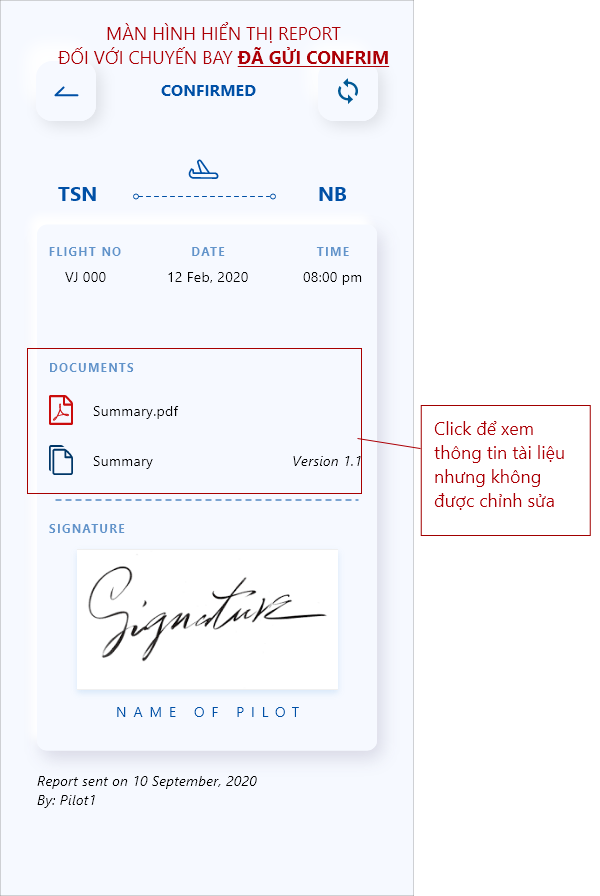 MÀN HÌNH HIỂN THỊ REPORT
ĐỐI VỚI CHUYẾN BAY ĐÃ GỬI CONFRIM
CONFIRMED
TSN NB
FLIGHT NO DATE TIME
VJ 000 12 Feb, 2020 08:00 pm
DOCUMENTS
Summary.pdf
Summary Version 1.1
Click để xem
thông tin tài liệu
nhưng không
được chỉnh sửa
SIGNATURE
Signature
NAME OF PILOT
Report sent on 10 September, 2020
By: Pilot1